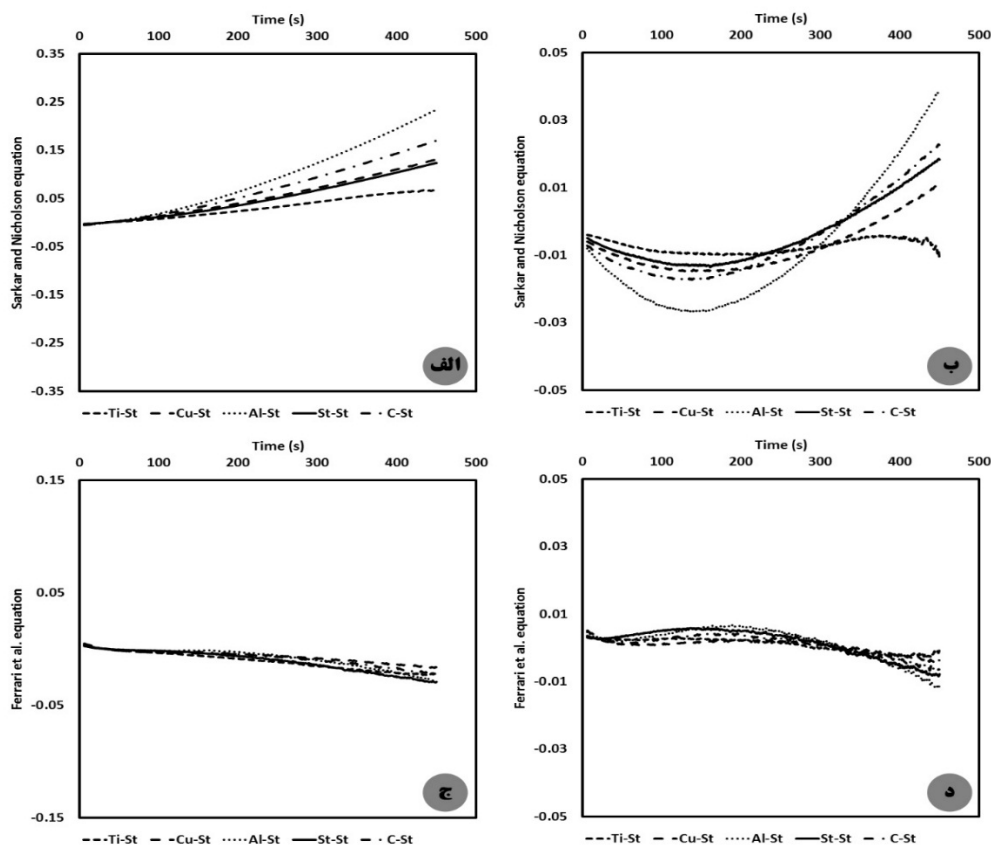 Time (s)
0 100 200 300 400 500
0.35
0.25
0.15
0.05
-0.05
-0.15
-0.25
-0.35
Sarkar and Nicholson equation
الف
Ti-St Cu-St Al-St St-St C-St
Time (s)
0 100 200 300 400 500
0.05
0.03
0.01
-0.01
-0.03
-0.05
Sarkar and Nicholson equation
ب
Ti-St Cu-St Al-St St-St C-St
Time (s)
0 100 200 300 400 500
0.15
0.05
-0.05
-0.15
Ferrari et al. equation
ج
Ti-St Cu-St Al-St St-St C-St
Time (s)
0 100 200 300 400 500
0.05
0.03
0.01
-0.01
-0.03
-0.05
Ferrari et al. equation
د
Ti-St Cu-St Al-St St-St C-St